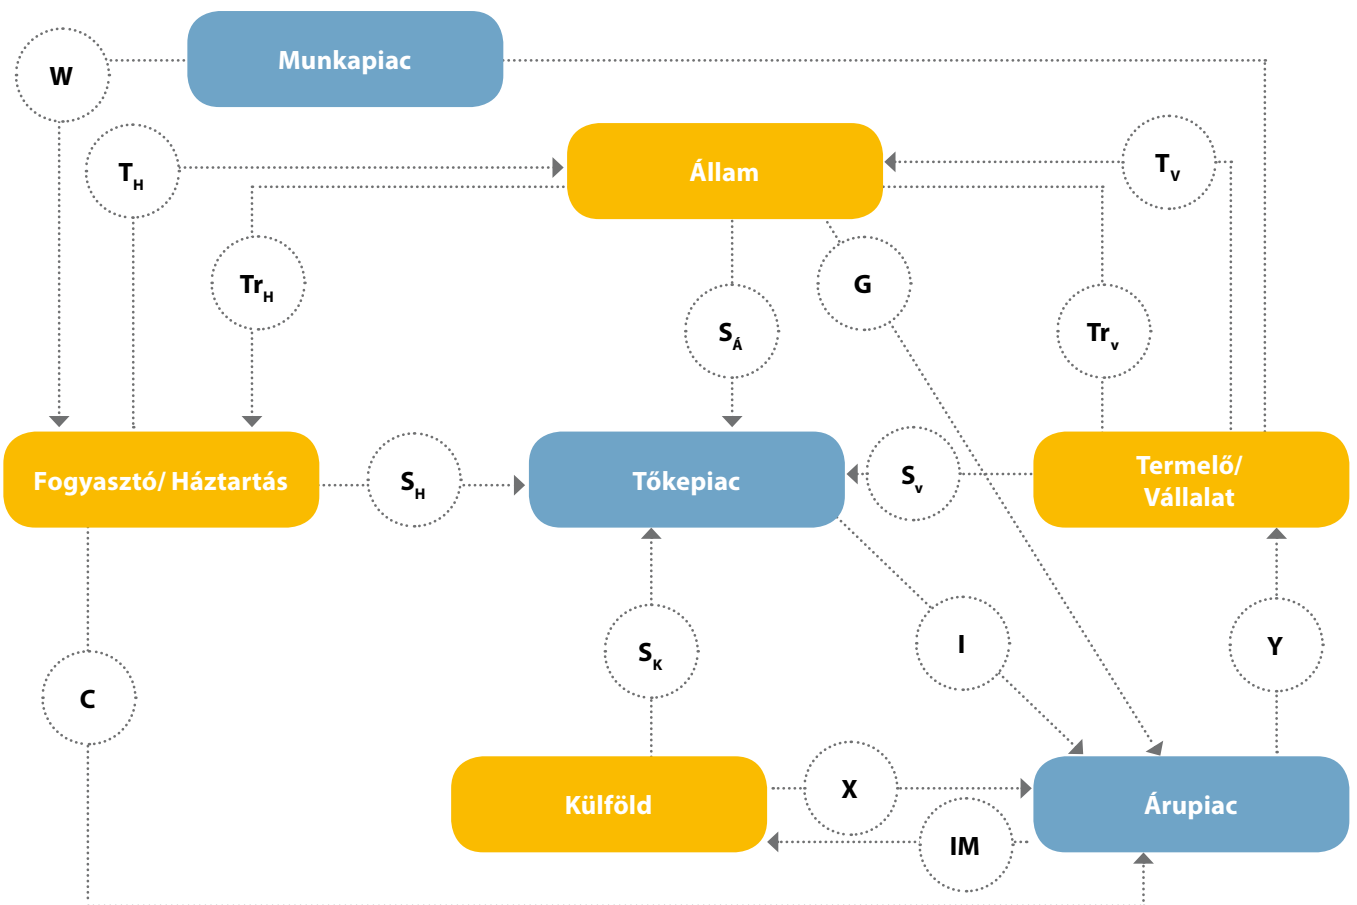 Munkapiac
W
Állam
T_H
T_V
Tr_H
G
S_Á
Tr_v
Fogyasztó/ Háztartás
S_H
Tőkepiac
S_v
Termelő/
Vállalat
S_K
I
Y
C
Külföld
X
Árupiac
IM